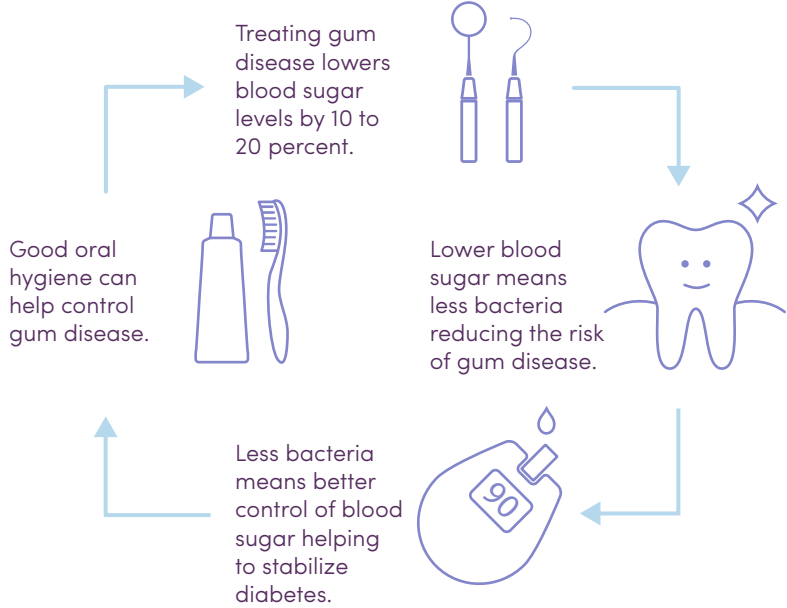 Treating gum
disease lowers
blood sugar
levels by 10 to
20 percent.
Lower blood
sugar means
less bacteria
reducing the risk
of gum disease.
90
Less bacteria
means better
control of blood
sugar helping
to stabilize
diabetes.
Good oral
hygiene can
help control
gum disease.